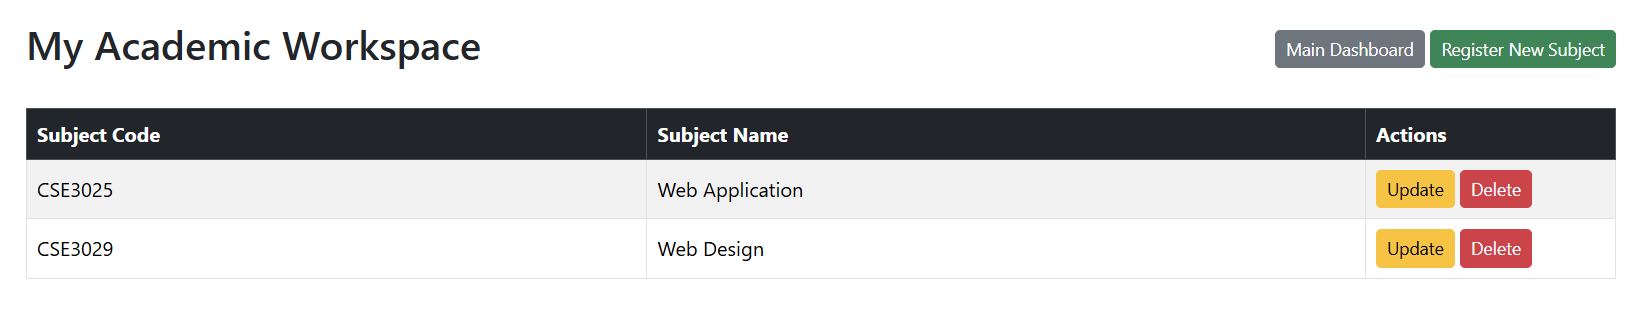 My Academic Workspace Main Dashboard Register New Subject
Subject Code Subject Name Actions
CSE3025 Web Application Update Delete
CSE3029 Web Design Update Delete